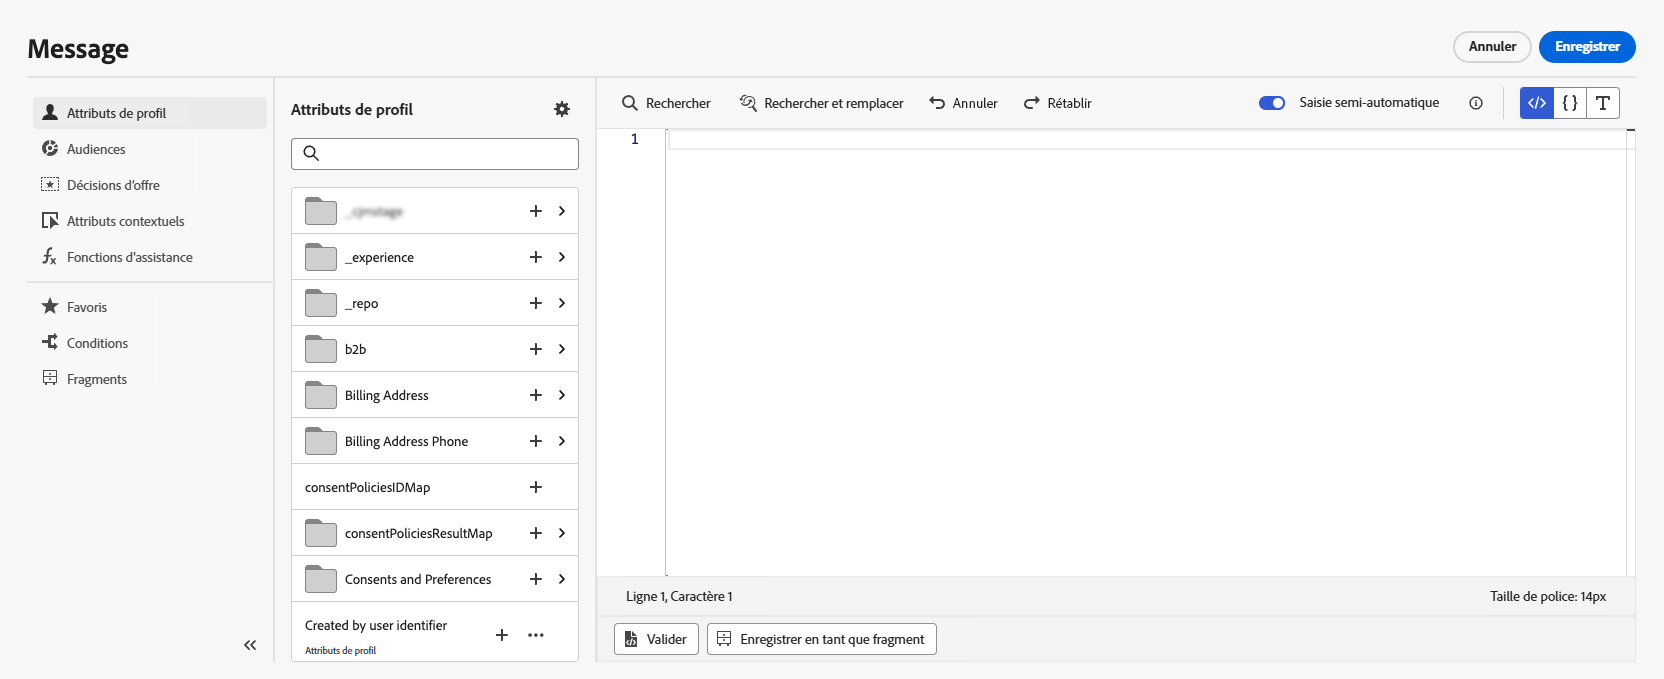 Message
Annuler
Enregistrer
Attributs de profil
Audiences
Décisions d'offre
Attributs contextuels
Fonctions d'assistance
Favoris
Conditions
Fragments
Attributs de profil
_experience
_repo
b2b
Billing Address
Billing Address Phone
consentPoliciesIDMap
consentPoliciesResultMap
Consents and Preferences
Created by user identifier
Attributs de profil
Rechercher
Rechercher et remplacer
Annuler
Rétablir
Saisie semi-automatique
1
Ligne 1, Caractère 1
Taille de police: 14px
Valider
Enregistrer en tant que fragment